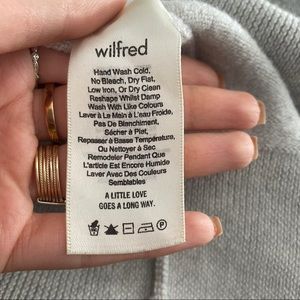 wilfred
Hand Wash Cold,
No Bleach, Dry Flat,
Low Iron, Or Dry Clean
Reshape Whilst Damp
Wash With Like Colours
Laver à La Main à L'eau Froide,
Pas De Blanchiment,
Sécher à Plat,
Repasser à Basse Température,
Ou Nettoyer à Sec
Remodeler Pendant Que
L'article Est Encore Humide
Laver Avec Des Couleurs
Semblables
A LITTLE LOVE
GOES A LONG WAY.
P